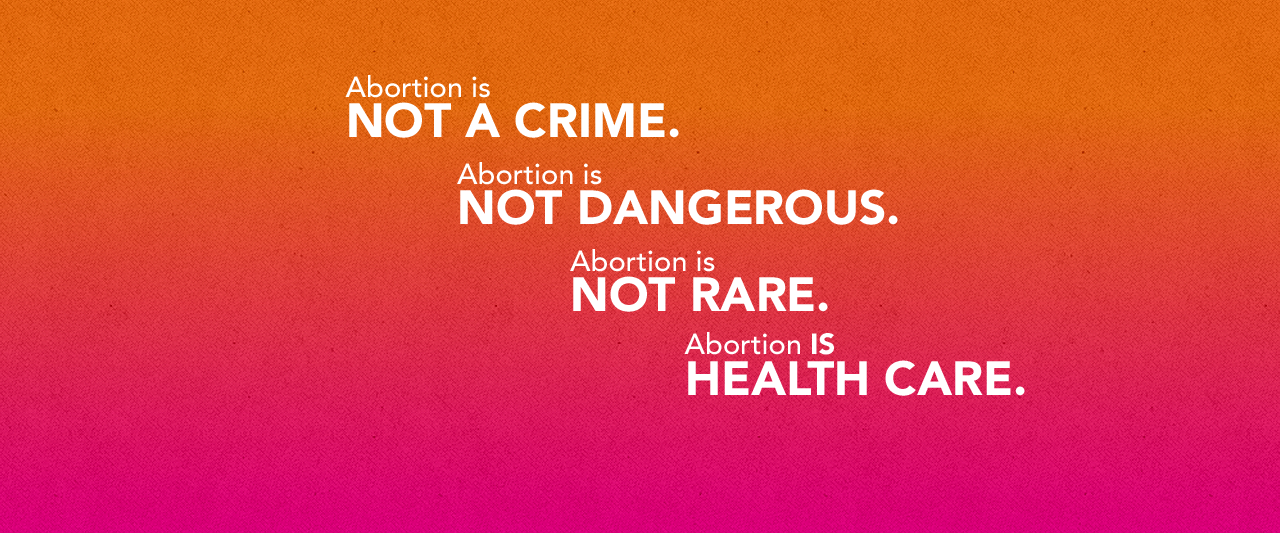 Abortion is
NOT A CRIME.
Abortion is
NOT DANGEROUS.
Abortion is
NOT RARE.
Abortion IS
HEALTH CARE.